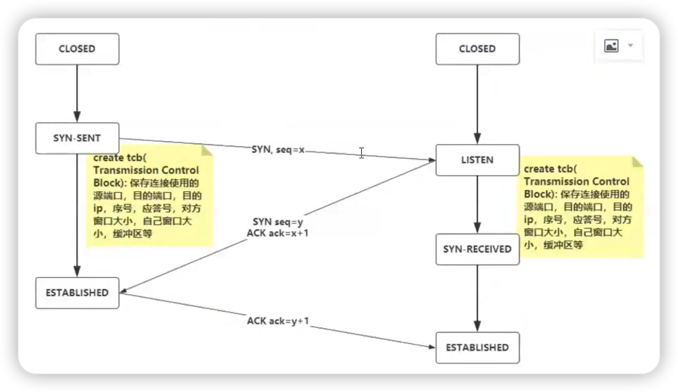 CLOSED
CLOSED
SYN-SENT
SYN, seq=x
LISTEN
create tcb(
Transmission Control
Block): 保存连接使用的
源端口，目的端口，目的
ip，序号，应答号，对方
窗口大小，自己窗口大
小，缓冲区等
create tcb(
Transmission Control
Block): 保存连接使用的
源端口，目的端口，目的
ip，序号，应答号，对方
窗口大小，自己窗口大
小，缓冲区等
SYN seq=y
ACK ack=x+1
SYN-RECEIVED
ESTABLISHED
ACK ack=y+1
ESTABLISHED